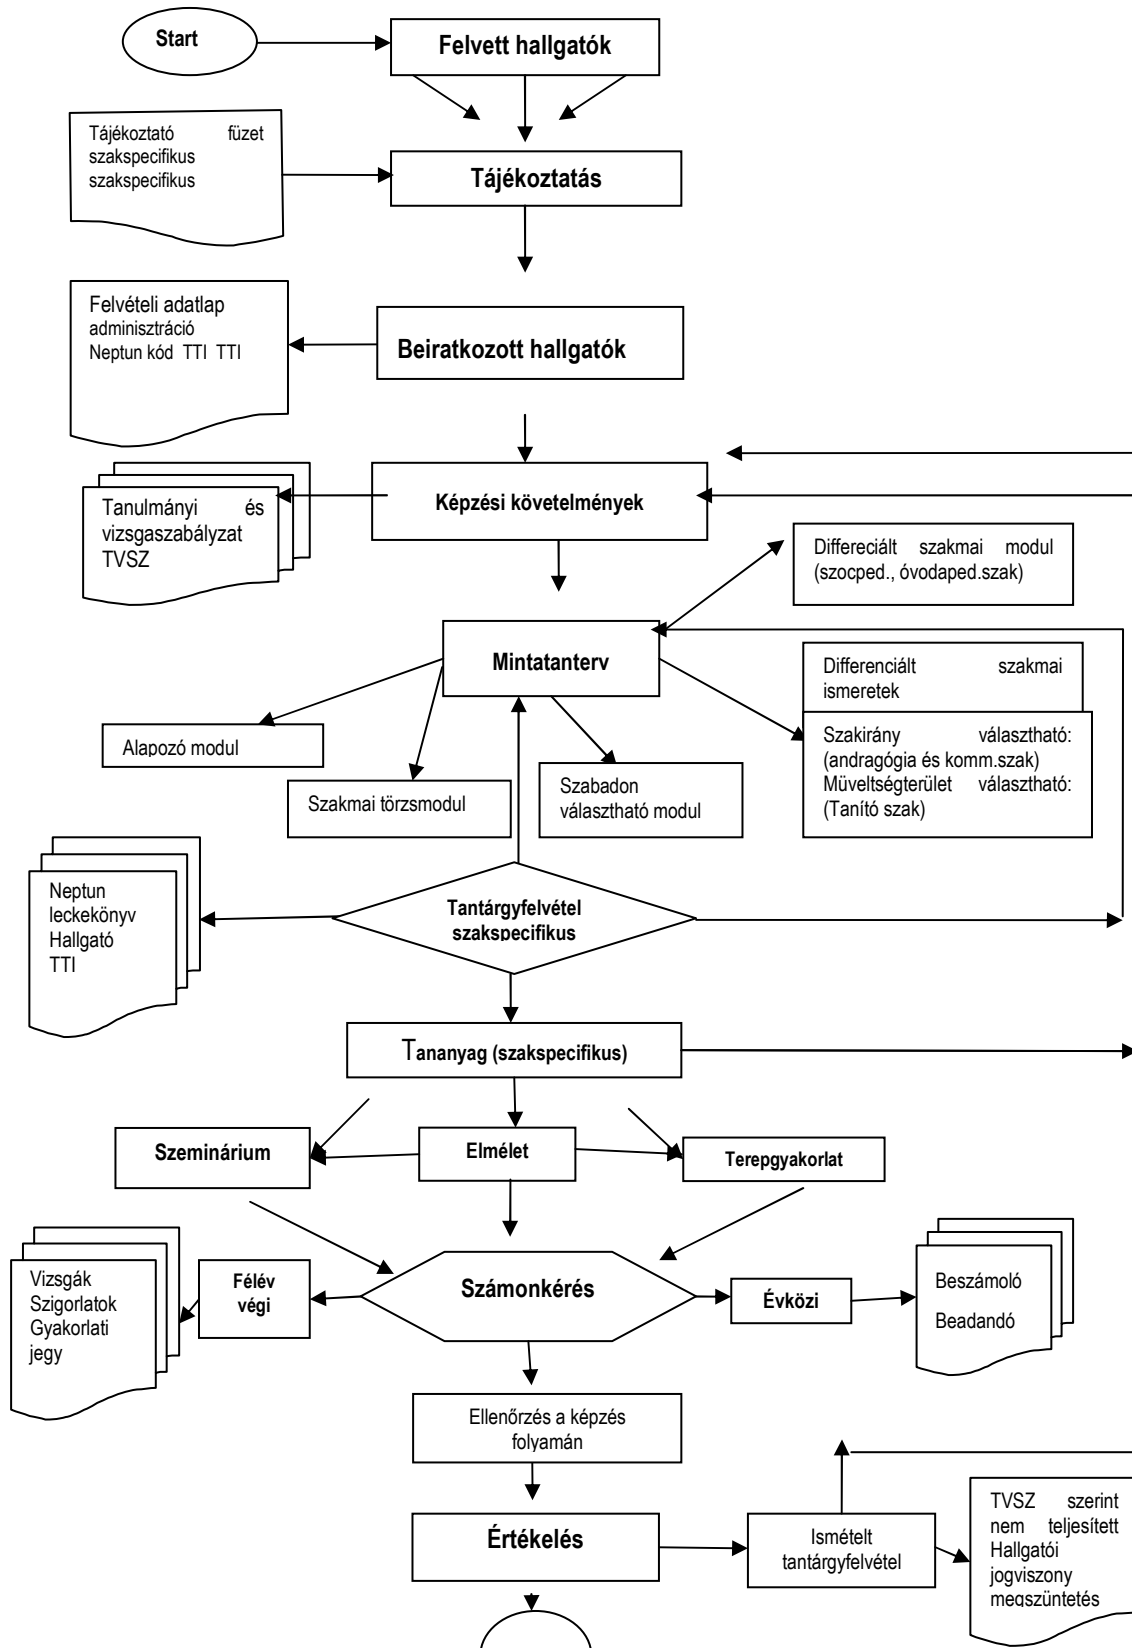 Start
Felvett hallgatók
Tájékoztató füzet
szakspecifikus
szakspecifikus
Tájékoztatás
Felvételi adatlap
adminisztráció
Neptun kód TTI TTI
Beiratkozott hallgatók
Tanulmányi és
vizsgaszabályzat
TVSZ
Képzési követelmények
Differeciált szakmai modul
(szocped., óvodaped.szak)
Mintatanterv
Differenciált szakmai
ismeretek
Alapozó modul
Szakmai törzsmodul
Szabadon
választható modul
Szakirány választható:
(andragógia és komm.szak)
Müveltségterület választható:
(Tanító szak)
Neptun
leckekönyv
Hallgató
TTI
Tantárgyfelvétel
szakspecifikus
Tananyag (szakspecifikus)
Szeminárium
Elmélet
Terepgyakorlat
Vizsgák
Szigorlatok
Gyakorlati
jegy
Félév
végi
Számonkérés
Évközi
Beszámoló
Beadandó
Ellenőrzés a képzés
folyamán
Értékelés
Ismételt
tantárgyfelvétel
TVSZ szerint
nem teljesített
Hallgatói
jogviszony
megszüntetés